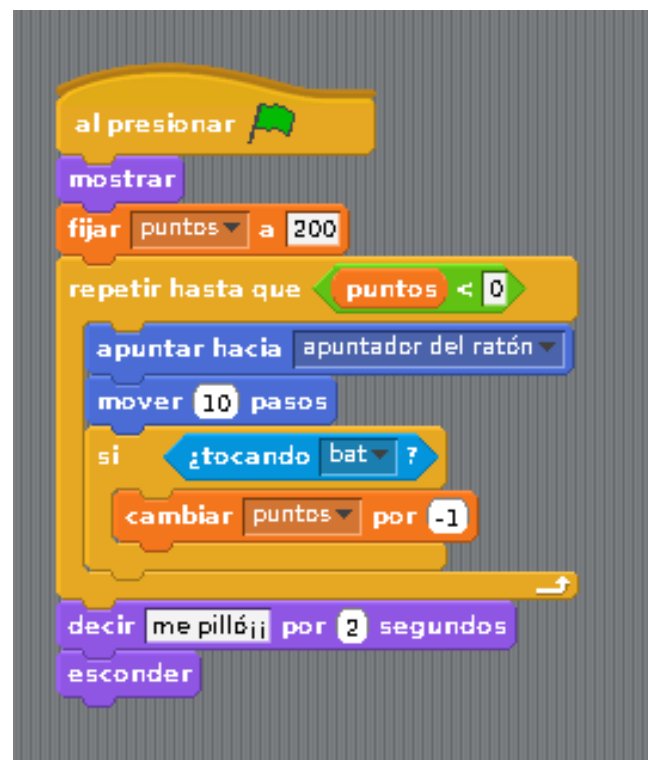 al presionar
mostrar
fijar puntos a 200
repetir hasta que puntos < 0
apuntar hacia apuntador del ratón
mover 10 pasos
si ¿tocando bat ?
cambiar puntos por -1
decir me pilló¡¡ por 2 segundos
esconder